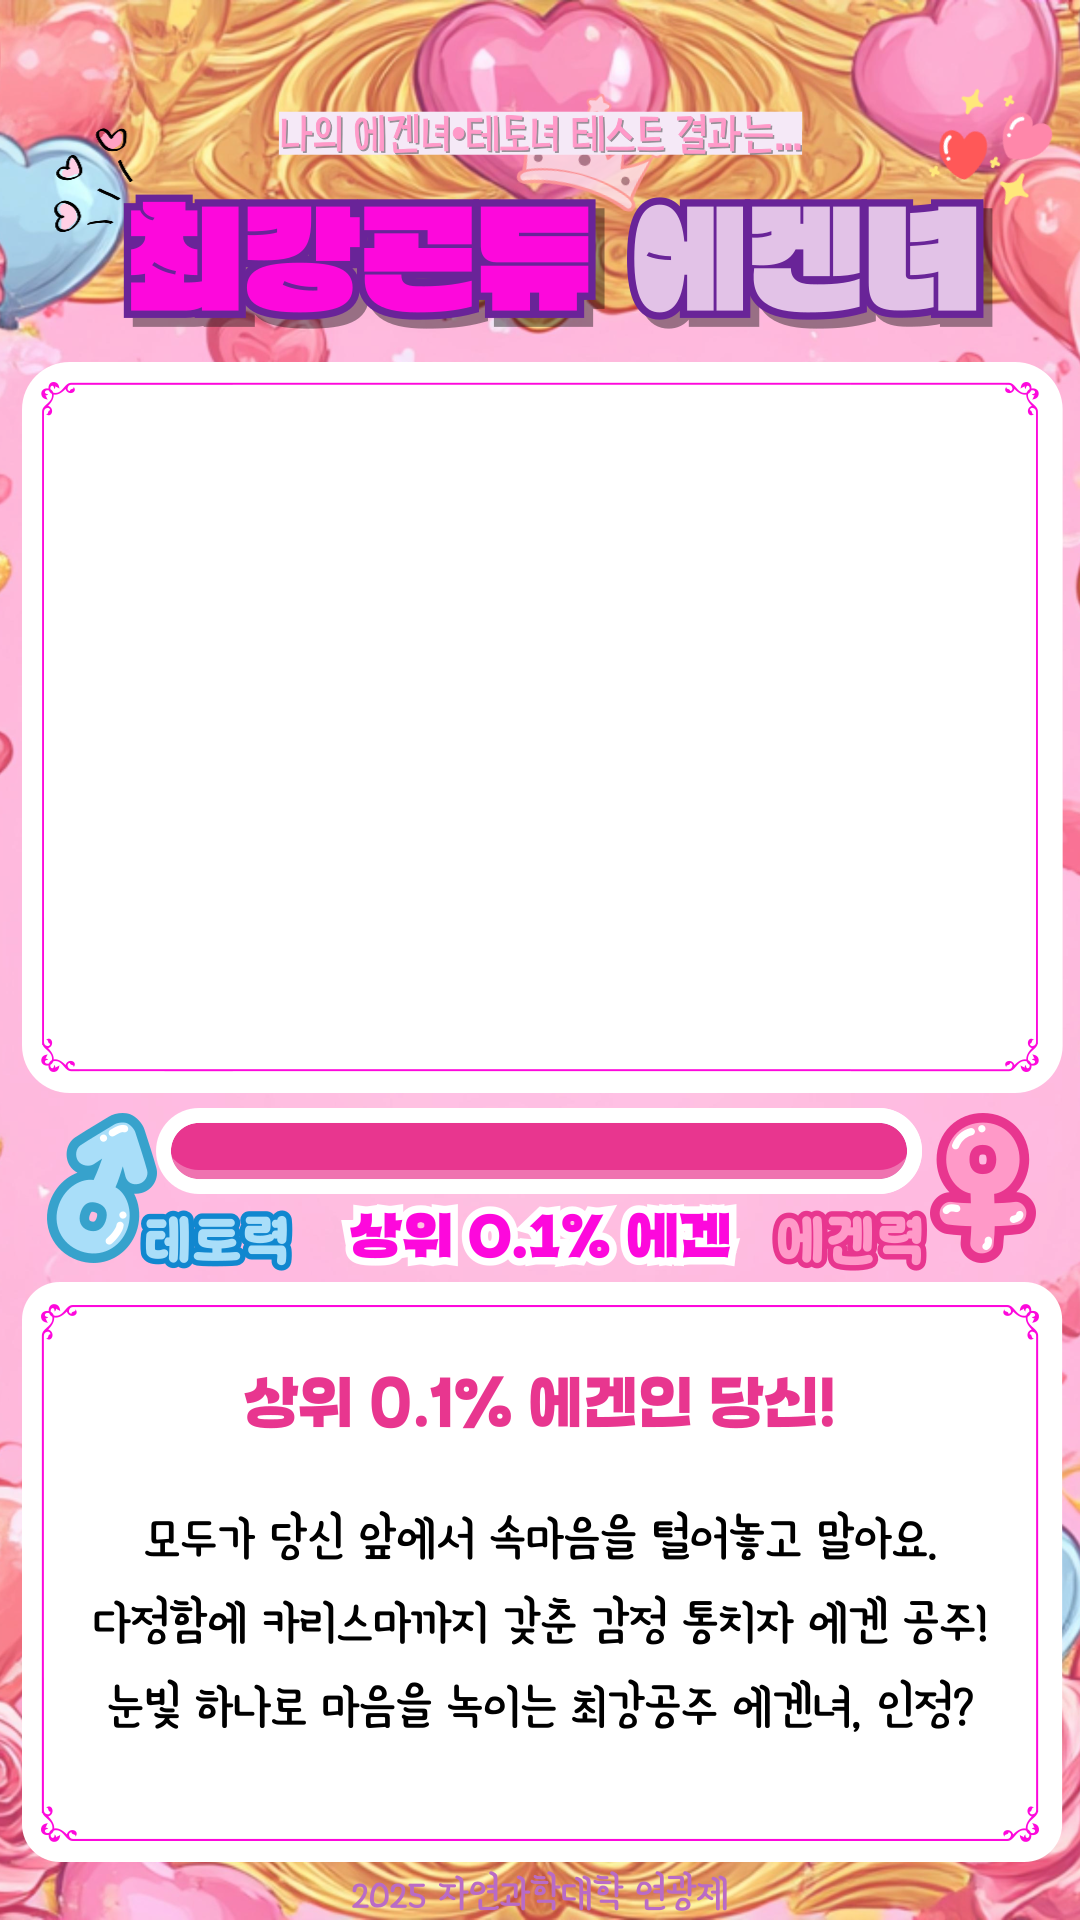 나의 에겐녀•테토녀 테스트 결과는...
최강곤듀 에겐녀
테토력
상위 0.1% 에겐
에겐력
상위 0.1% 에겐인 당신!
모두가 당신 앞에서 속마음을 털어놓고 말아요.
다정함에 카리스마까지 갖춘 감정 통치자 에겐 공주!
눈빛 하나로 마음을 녹이는 최강공주 에겐녀, 인정?
2025 자연과학대학 연광제